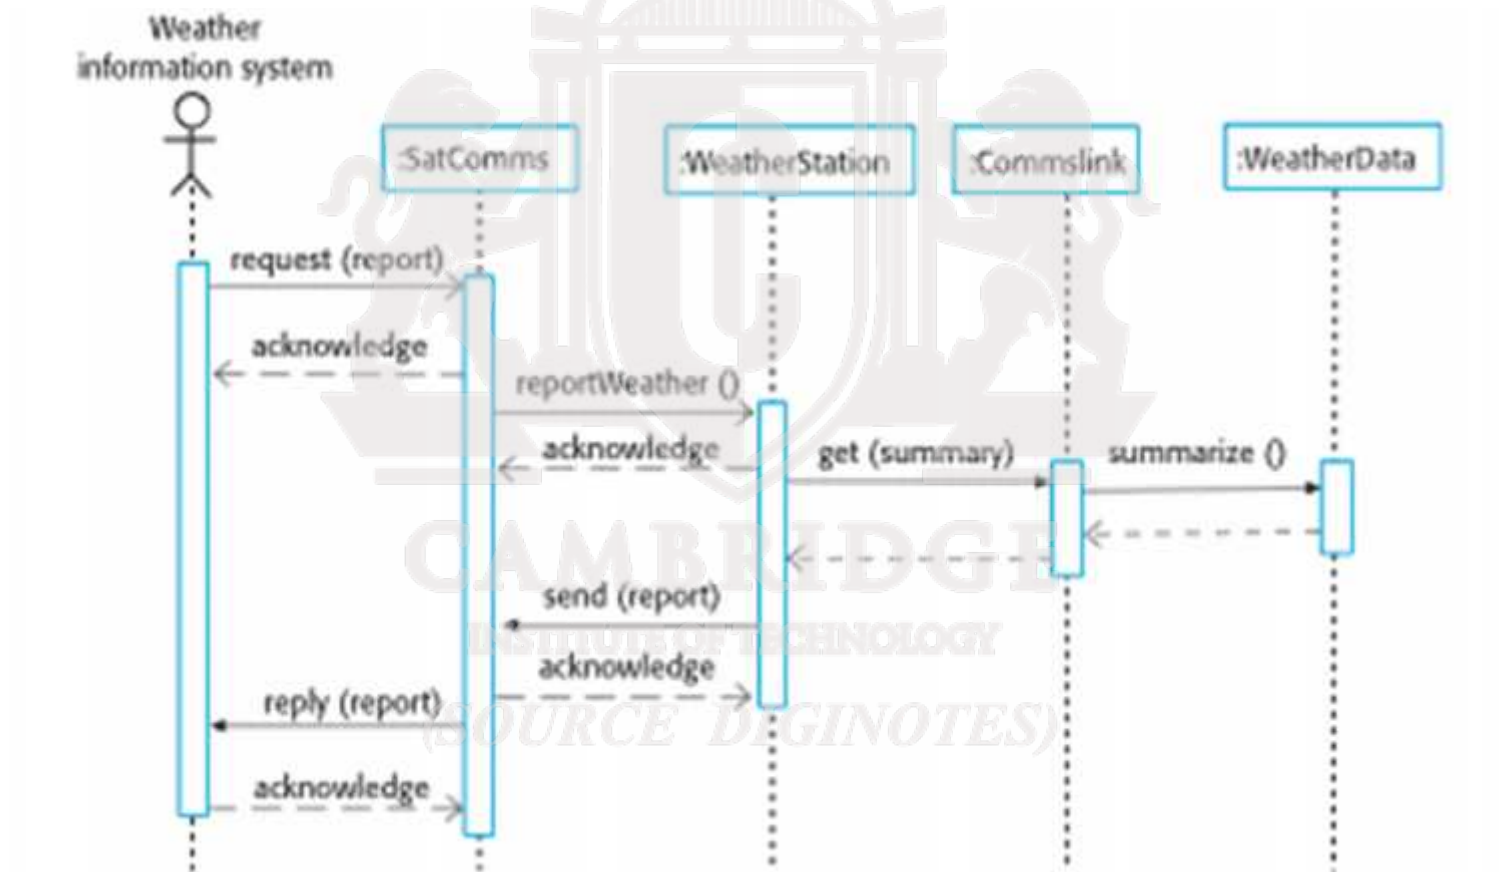 Weather
information system
:SatComms
:WeatherStation
:Commslink
:WeatherData
request (report)
acknowledge
reportWeather ()
acknowledge
get (summary)
summarize ()
send (report)
acknowledge
reply (report)
acknowledge
CAMBRIDGE
INSTITUTE OF TECHNOLOGY
(SOURCE DIGINOTES)